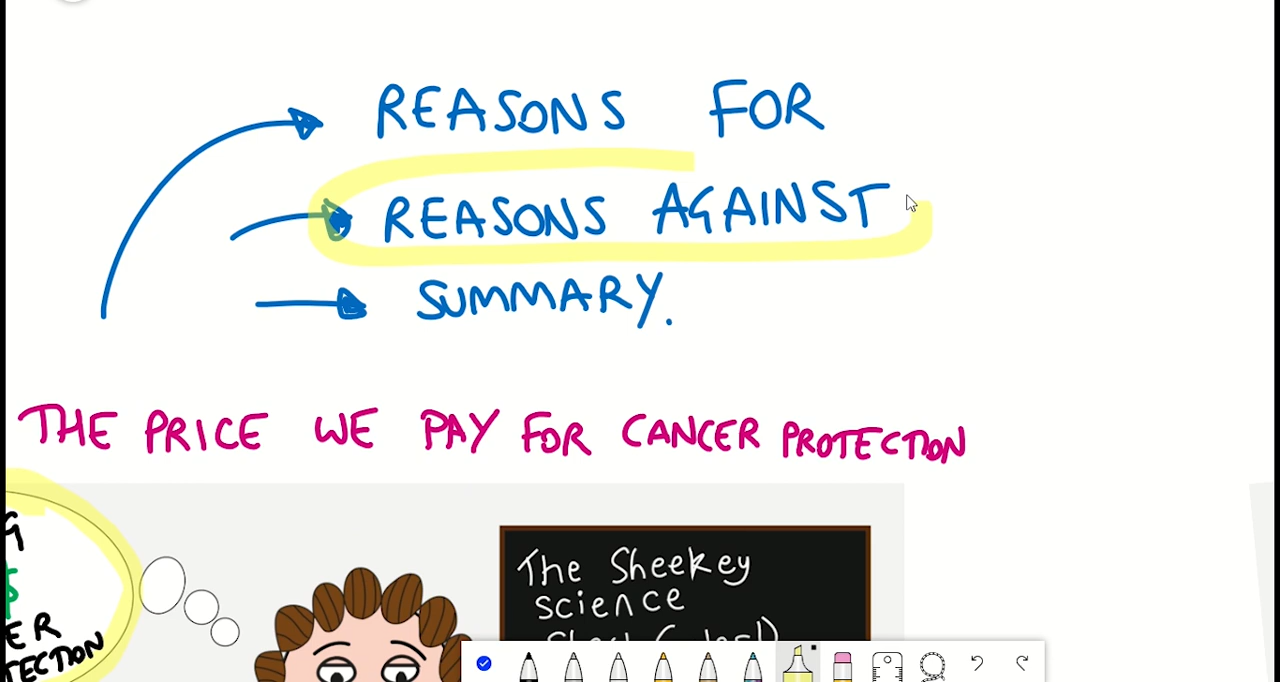 REASONS FOR
REASONS AGAINST
SUMMARY.
THE PRICE WE PAY FOR CANCER PROTECTION
The Sheekey
science